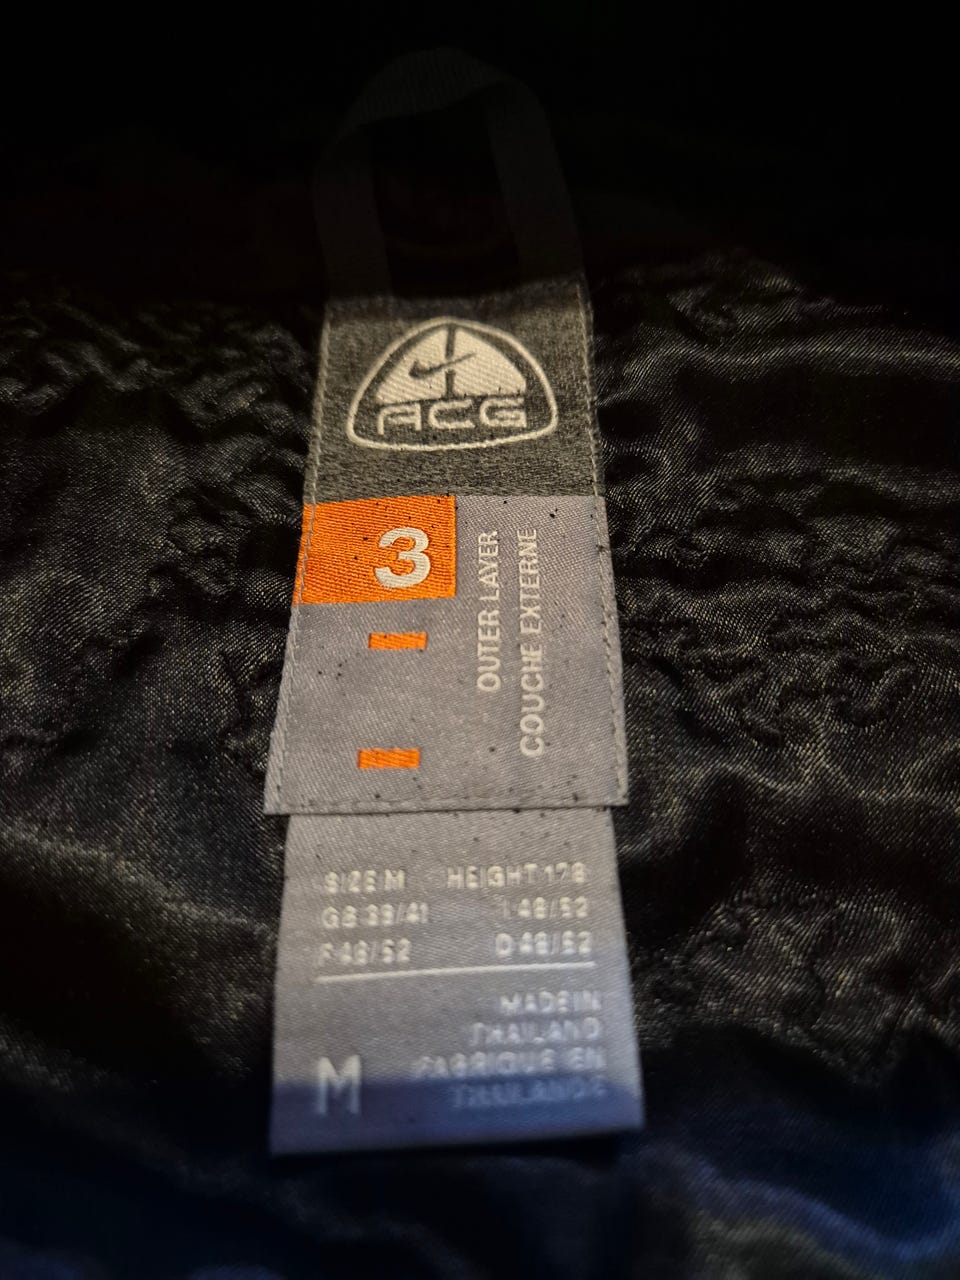 ACG
3
OUTER LAYER
COUCHE EXTERNE
SIZE M HEIGHT 178
GB 39/41 I 48/52
F 48/52 D 48/52
MADE IN
THAILAND
FABRIQUE EN
THAILANDE
M